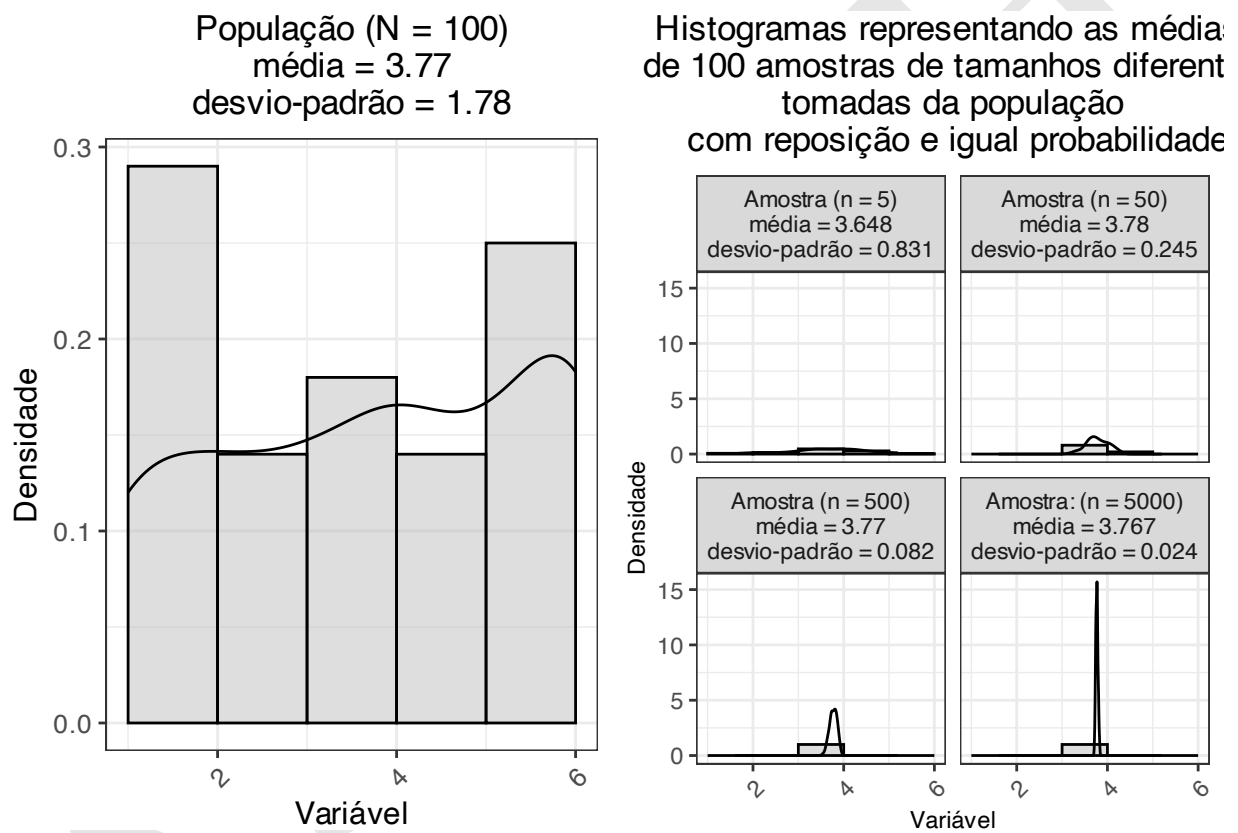 População (N = 100)
média = 3.77
desvio-padrão = 1.78
0.3
0.2
0.1
0.0
Densidade
2
4
6
Variável
Histogramas representando as média
de 100 amostras de tamanhos diferent
tomadas da população
com reposição e igual probabilidade
Amostra (n = 5)
média = 3.648
desvio-padrão = 0.831
Amostra (n = 50)
média = 3.78
desvio-padrão = 0.245
15
10
5
0
Densidade
Amostra (n = 500)
média = 3.77
desvio-padrão = 0.082
Amostra: (n = 5000)
média = 3.767
desvio-padrão = 0.024
15
10
5
0
2
4
6
2
4
6
Variável